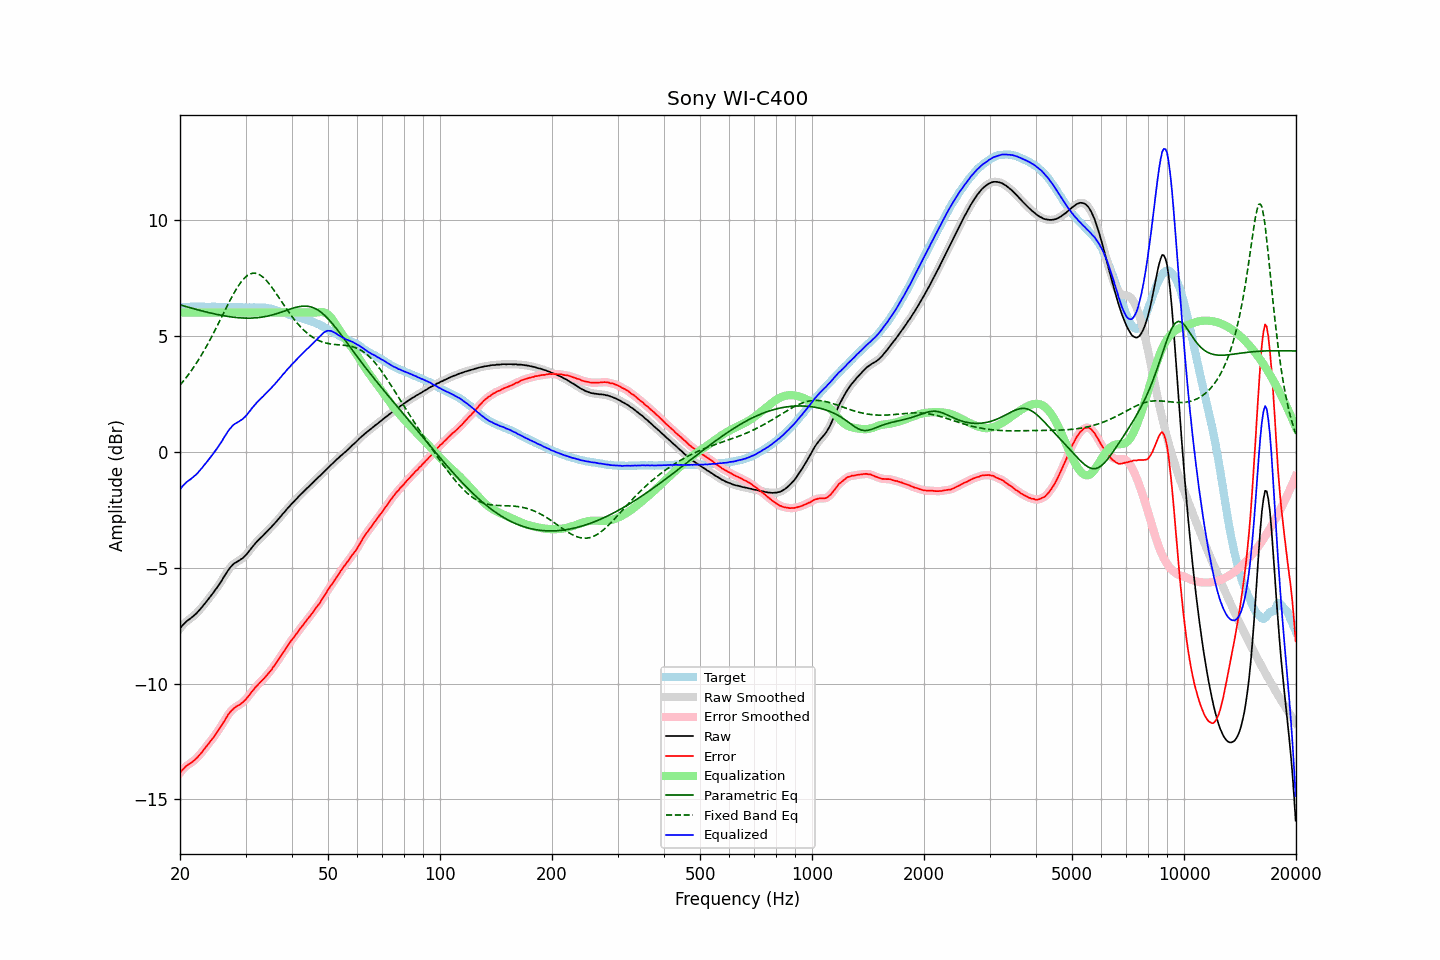 Sony WI-C400
Amplitude (dBr)
10
5
0
−5
−10
−15
Target
Raw Smoothed
Error Smoothed
Raw
Error
Equalization
Parametric Eq
Fixed Band Eq
Equalized
20 50 100 200 500 1000 2000 5000 10000 20000
Frequency (Hz)